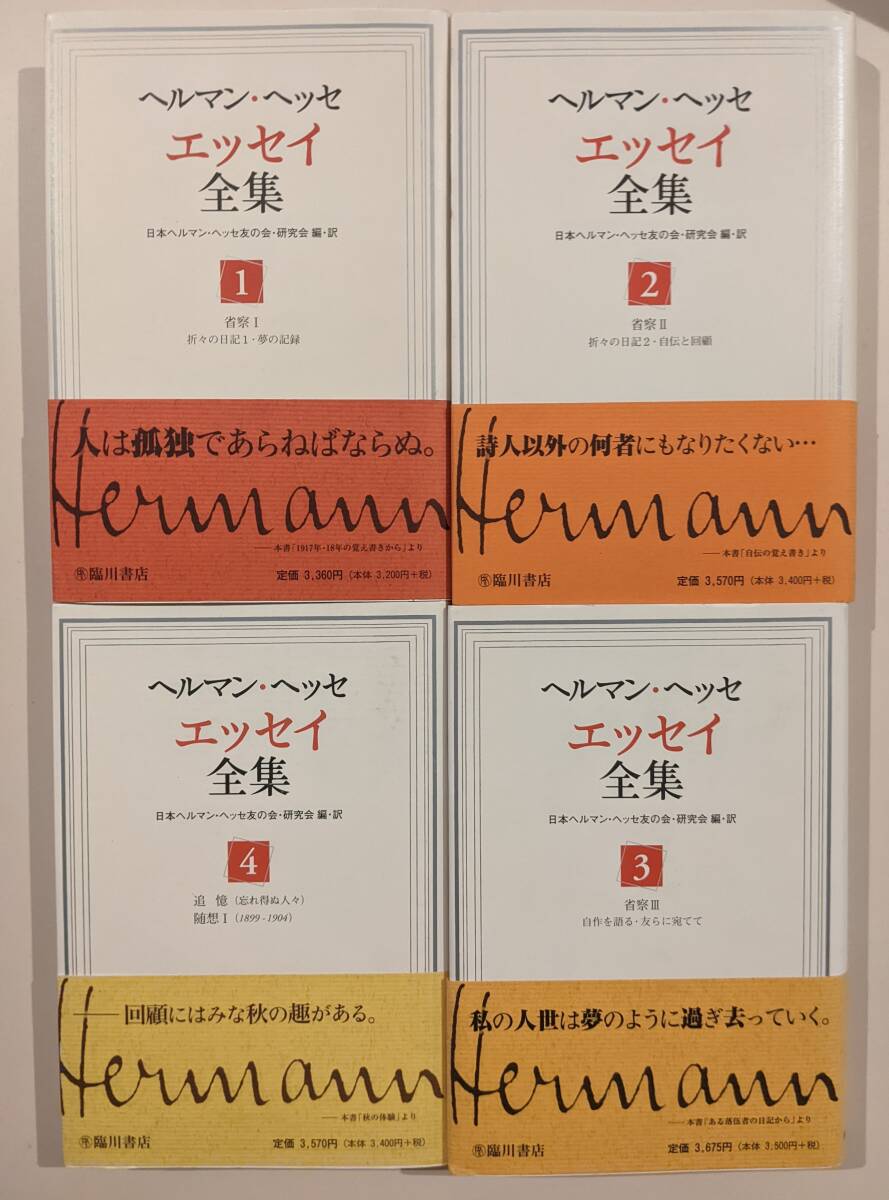 ヘルマン・ヘッセ
エッセイ
全集
日本ヘルマン・ヘッセ友の会・研究会 編・訳
1
省察 I
折々の日記1・夢の記録
人は孤独であらねばならぬ。
Hermann
――本書「1917年・18年の覚え書きから」より
臨川書店
定価 3,360円(本体 3,200円+税)
ヘルマン・ヘッセ
エッセイ
全集
日本ヘルマン・ヘッセ友の会・研究会 編・訳
2
省察 II
折々の日記2・自伝と回顧
詩人以外の何者にもなりたくない…
Hermann
――本書「自伝の覚え書き」より
臨川書店
定価 3,570円(本体 3,400円+税)
ヘルマン・ヘッセ
エッセイ
全集
日本ヘルマン・ヘッセ友の会・研究会 編・訳
4
追 憶(忘れ得ぬ人々)
随想 I(1899-1904)
――回顧にはみな秋の趣がある。
Hermann
――本書「秋の体験」より
臨川書店
定価 3,570円(本体 3,400円+税)
ヘルマン・ヘッセ
エッセイ
全集
日本ヘルマン・ヘッセ友の会・研究会 編・訳
3
省察 III
自作を語る・友らに宛てて
私の人世は夢のように過ぎ去っていく。
Hermann
――本書「ある落伍者の日記から」より
臨川書店
定価 3,675円(本体 3,500円+税)